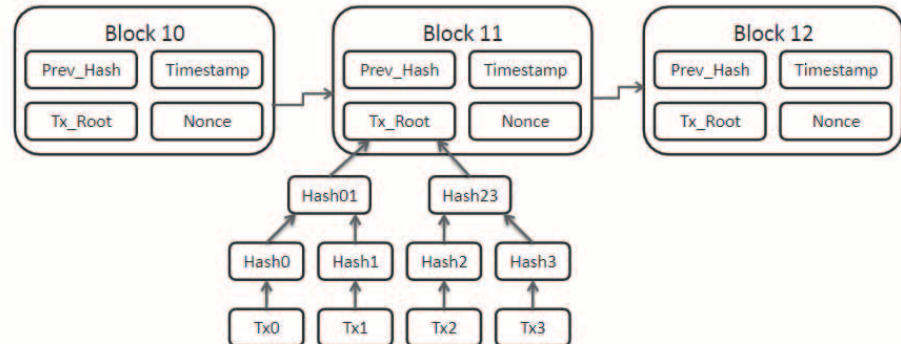 Block 10 Block 11 Block 12
Prev_Hash Timestamp Prev_Hash Timestamp Prev_Hash Timestamp
Tx_Root Nonce Tx_Root Nonce Tx_Root Nonce
Hash01 Hash23
Hash0 Hash1 Hash2 Hash3
Tx0 Tx1 Tx2 Tx3